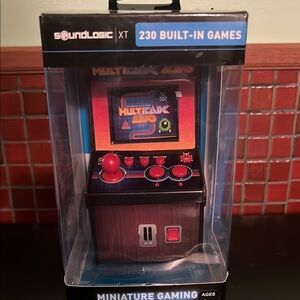 SOUNDLOGIC XT
230 BUILT-IN GAMES
MULTICADE 230
MULTICADE
230
B A
MINIATURE GAMING AGES